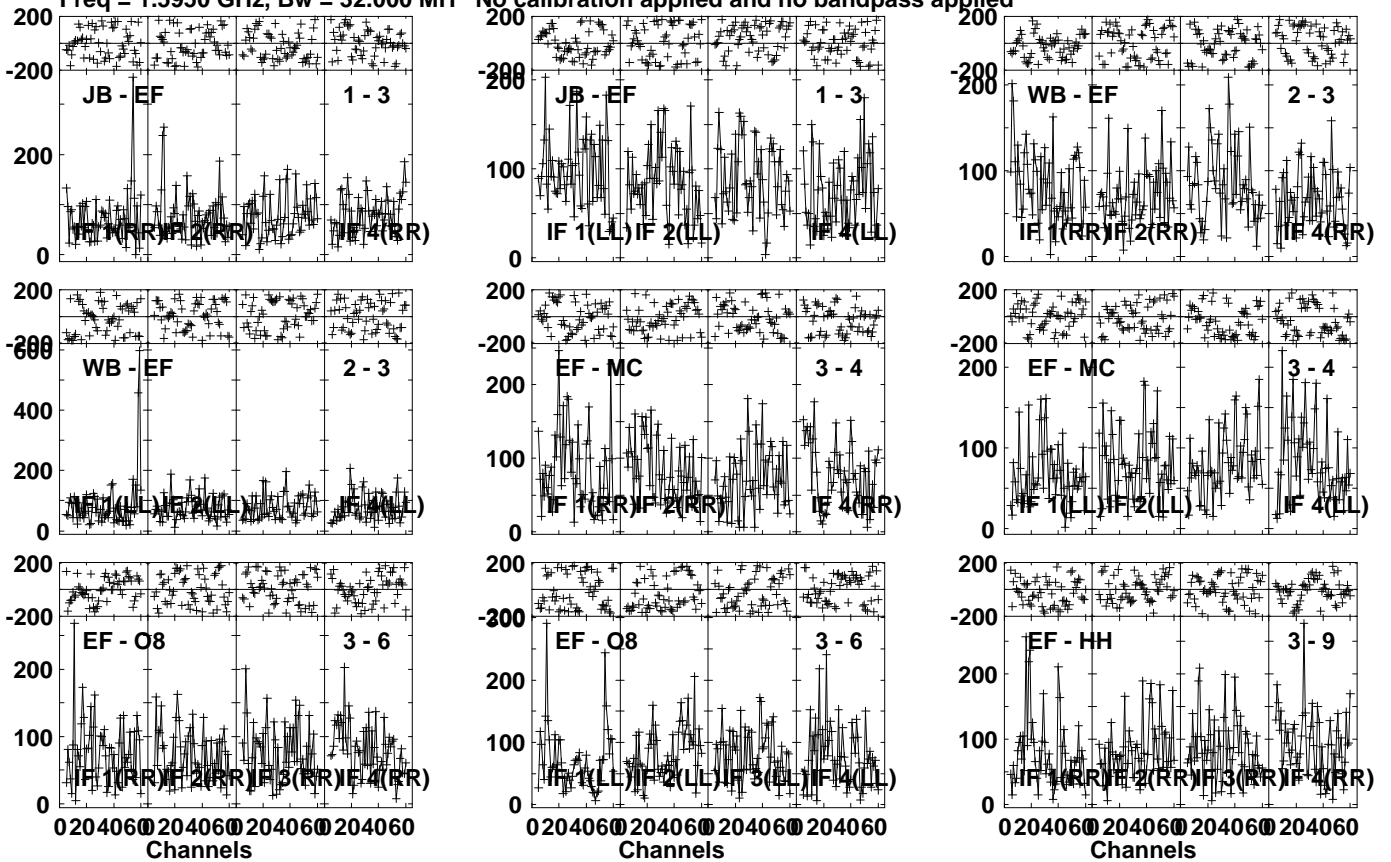 Freq = 1.5950 GHz, Bw = 32.000 MH No calibration applied and no bandpass applied
200
-200
JB - EF 1 - 3
200
0
IF 1(RR) IF 2(RR) IF 4(RR)
-200
200
JB - EF 1 - 3
100
0
IF 1(LL) IF 2(LL) IF 4(LL)
-200
200
WB - EF 2 - 3
100
0
IF 1(RR) IF 2(RR) IF 4(RR)
200
-200
600
WB - EF 2 - 3
400
200
0
IF 1(LL) IF 2(LL) IF 4(LL)
200
-200
EF - MC 3 - 4
200
100
0
IF 1(RR) IF 2(RR) IF 4(RR)
200
-200
EF - MC 3 - 4
200
100
0
IF 1(LL) IF 2(LL) IF 4(LL)
200
-200
EF - O8 3 - 6
200
100
0
IF 1(RR) IF 2(RR) IF 3(RR) IF 4(RR)
0 20 40 60 0 20 40 60 0 20 40 60 0 20 40 60
Channels
200
-200
300
EF - O8 3 - 6
200
100
0
IF 1(LL) IF 2(LL) IF 3(LL) IF 4(LL)
0 20 40 60 0 20 40 60 0 20 40 60 0 20 40 60
Channels
200
-200
EF - HH 3 - 9
200
100
0
IF 1(RR) IF 2(RR) IF 3(RR) IF 4(RR)
0 20 40 60 0 20 40 60 0 20 40 60 0 20 40 60
Channels